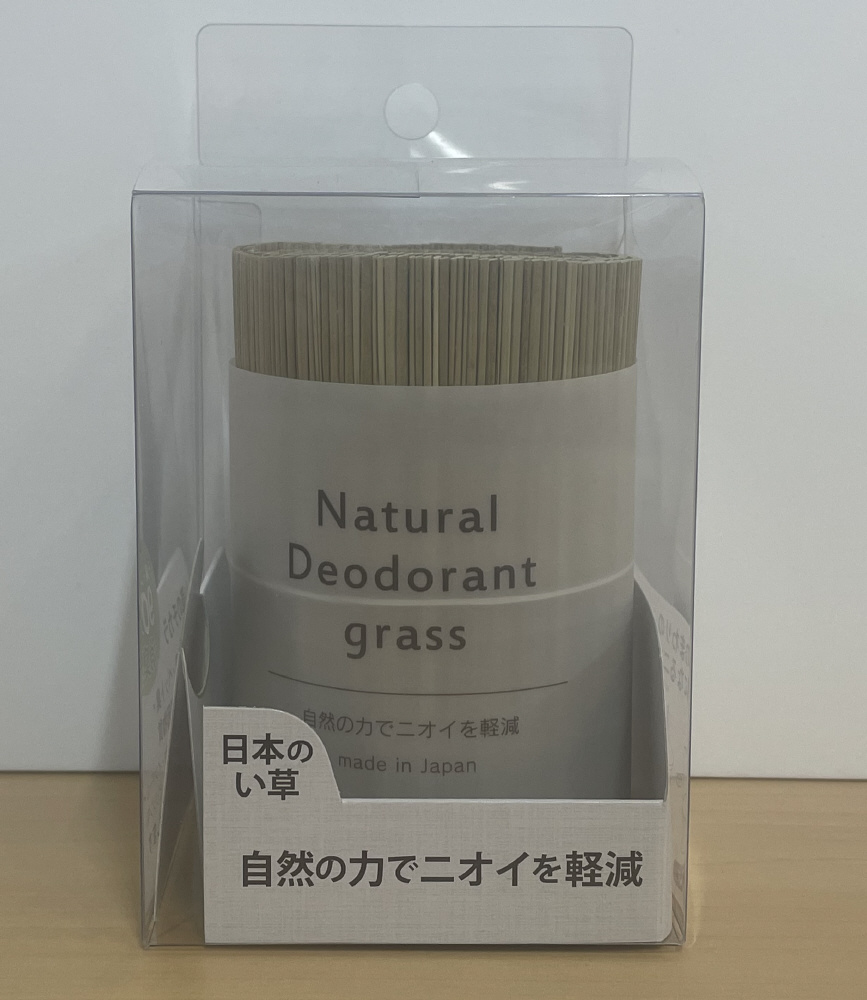 Natural
Deodorant
grass
自然の力でニオイを軽減
made in Japan
日本の
い草
自然の力でニオイを軽減